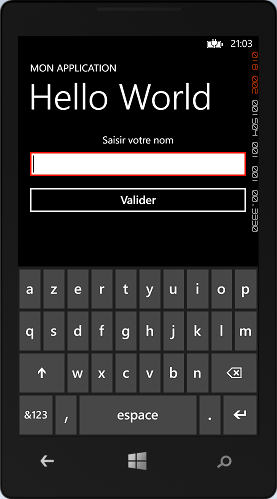 21:03
MON APPLICATION
Hello World
Saisir votre nom
Valider
a z e r t y u i o p
q s d f g h j k l m
w x c v b n
&123 , espace .